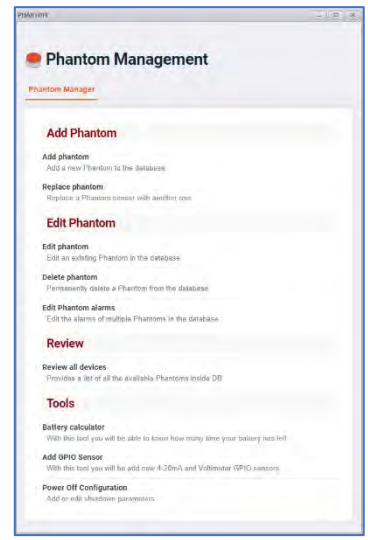 PHANTOM
Phantom Management
Phantom Manager
Add Phantom
Add phantom
Add a new Phantom to the database
Replace phantom
Replace a Phantom sensor with another one
Edit Phantom
Edit phantom
Edit an existing Phantom in the database
Delete phantom
Permanently delete a Phantom from the database
Edit Phantom alarms
Edit the alarms of multiple Phantoms in the database
Review
Review all devices
Provides a list of all the available Phantoms inside DB
Tools
Battery calculator
With this tool you will be able to know how many time your battery has left
Add GPIO Sensor
With this tool you will be add new 4-20mA and Voltimeter GPIO sensors
Power Off Configuration
Add or edit shutdown parameters